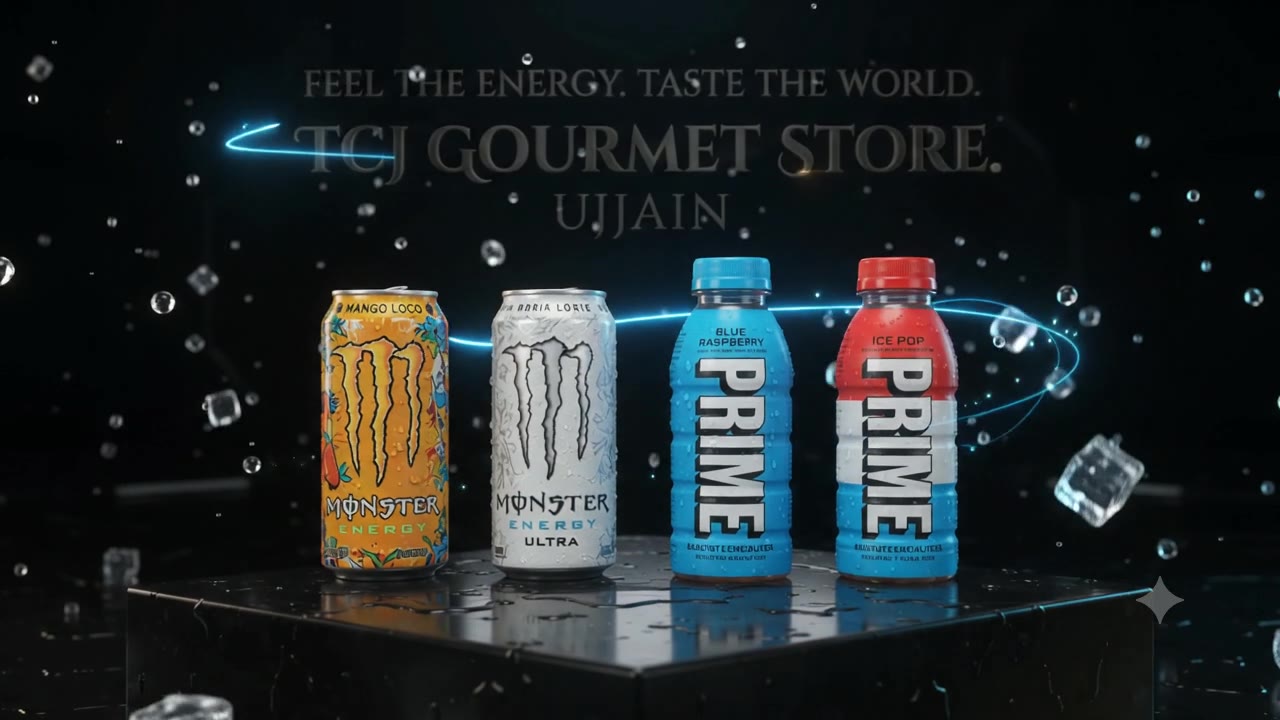 FEEL THE ENERGY. TASTE THE WORLD.
TCJ GOURMET STORE.
UJJAIN
MANGO LOCO
MONSTER
ENERGY
MONSTER
ENERGY
ULTRA
BLUE
RASPBERRY
PRIME
ICE POP
PRIME